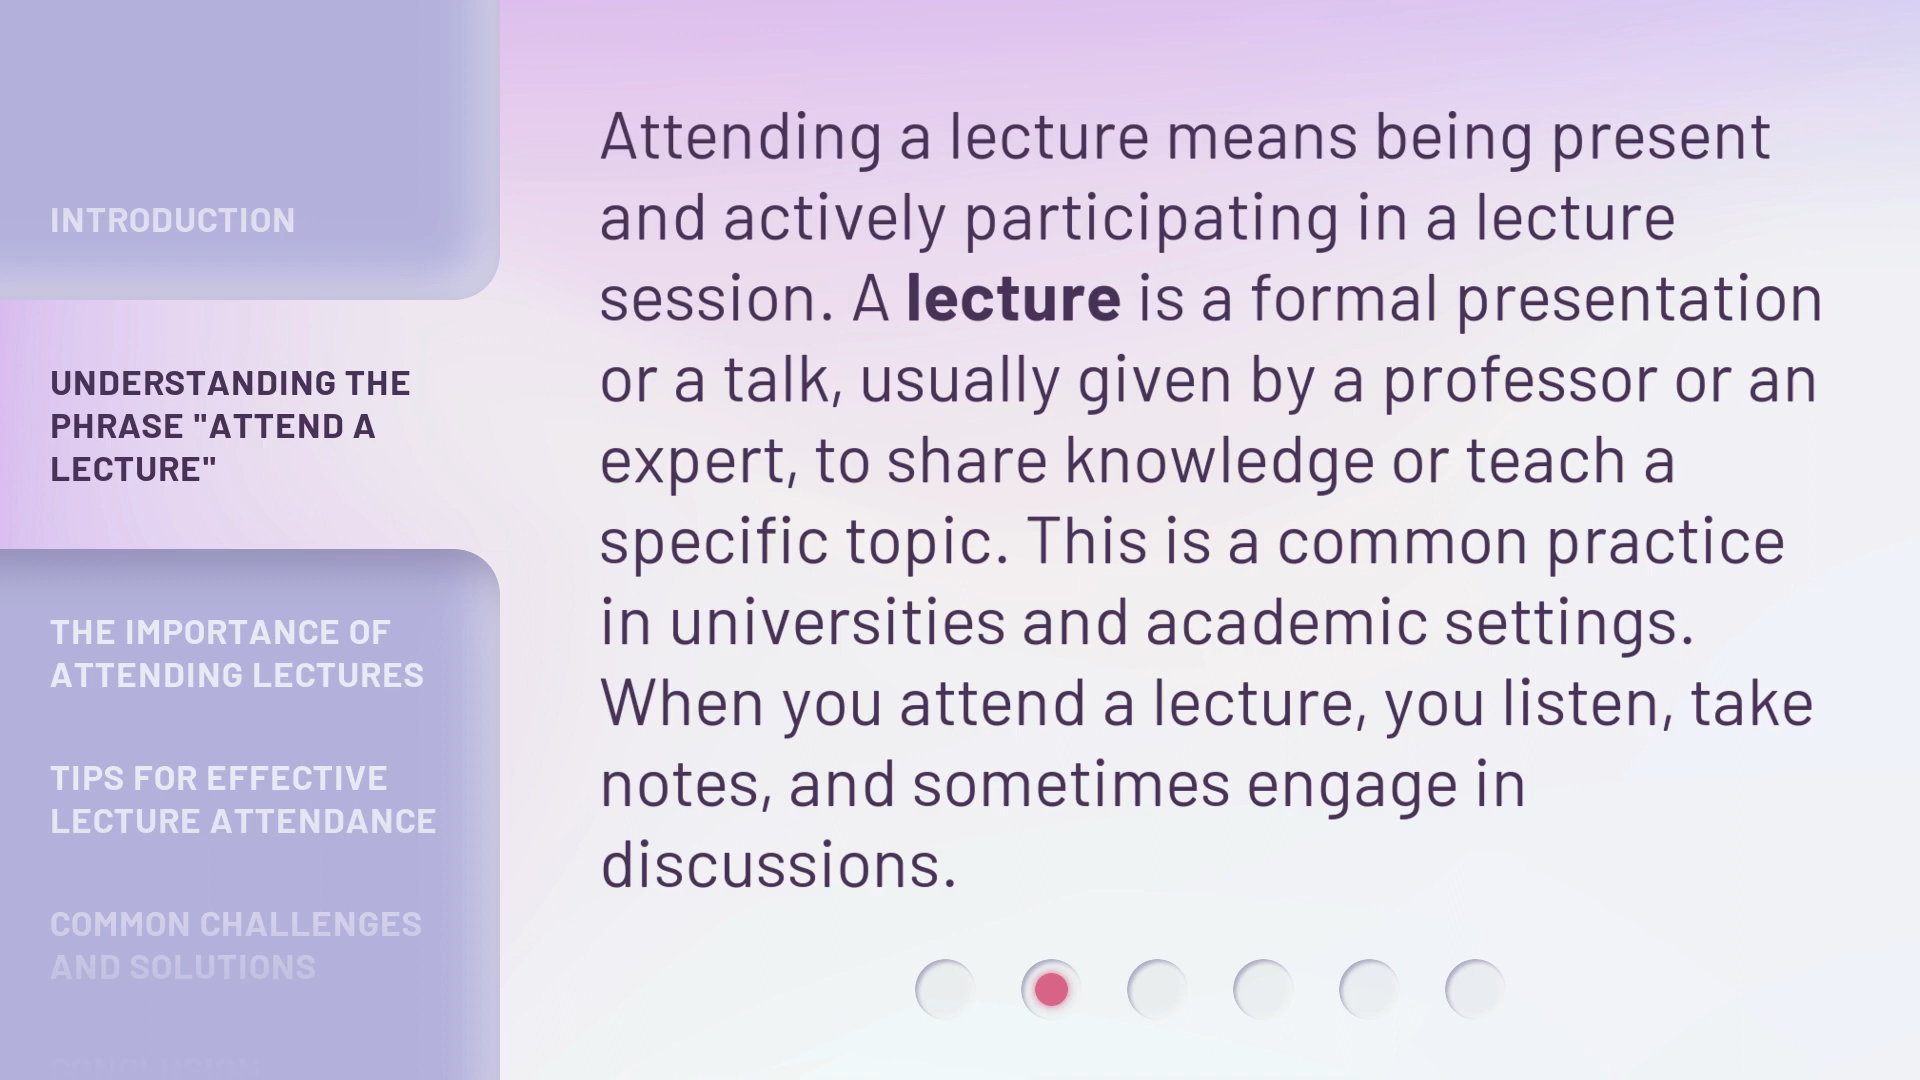 INTRODUCTION
UNDERSTANDING THE
PHRASE "ATTEND A
LECTURE"
THE IMPORTANCE OF
ATTENDING LECTURES
TIPS FOR EFFECTIVE
LECTURE ATTENDANCE
COMMON CHALLENGES
AND SOLUTIONS
CONCLUSION
Attending a lecture means being present
and actively participating in a lecture
session. A lecture is a formal presentation
or a talk, usually given by a professor or an
expert, to share knowledge or teach a
specific topic. This is a common practice
in universities and academic settings.
When you attend a lecture, you listen, take
notes, and sometimes engage in
discussions.